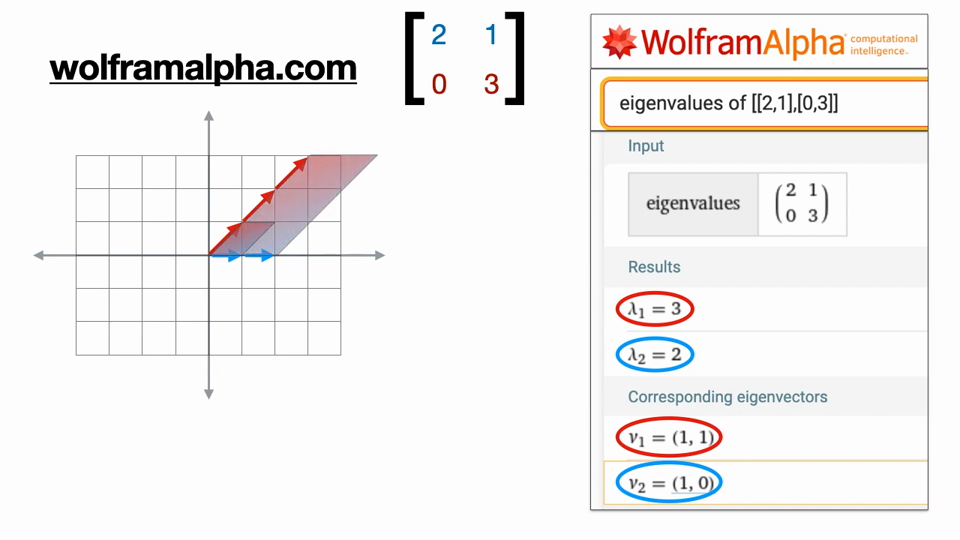 wolframalpha.com
2 1
0 3
WolframAlpha computational intelligence.
eigenvalues of [[2,1],[0,3]]
Input
eigenvalues (2 1
0 3)
Results
λ₁ = 3
λ₂ = 2
Corresponding eigenvectors
v₁ = (1, 1)
v₂ = (1, 0)